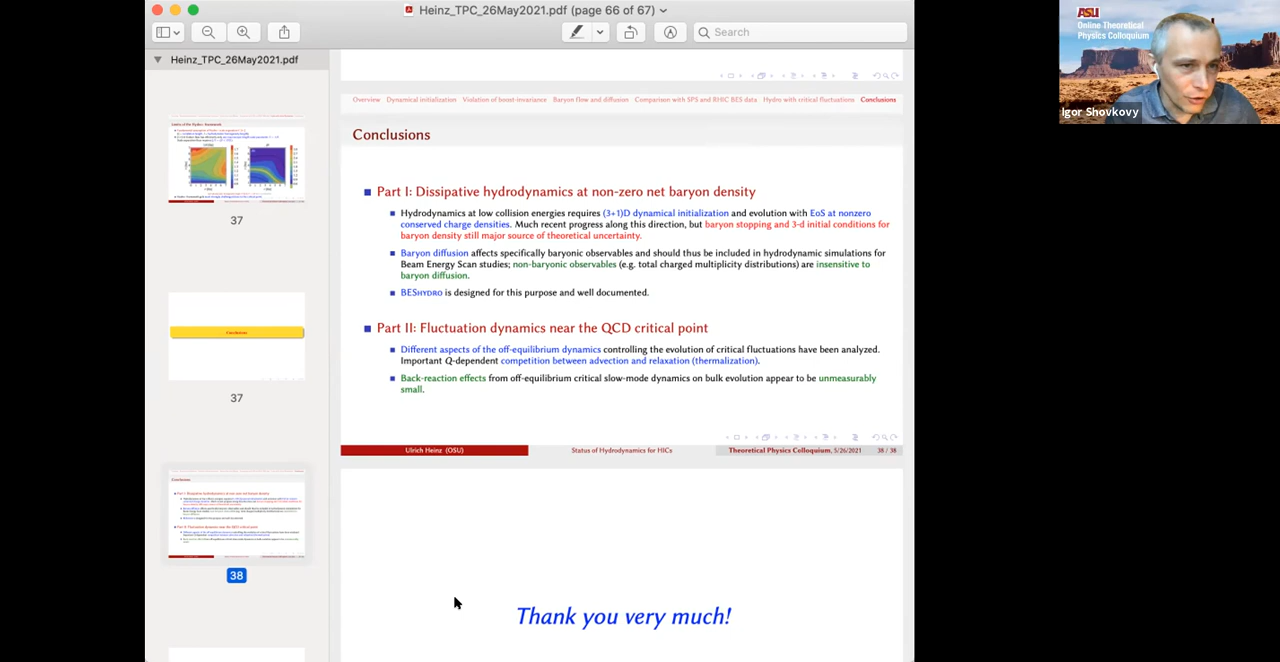 Heinz_TPC_26May2021.pdf (page 66 of 67)
Search
Heinz_TPC_26May2021.pdf
37
37
38
Overview Dynamical initialization Violation of boost-invariance Baryon flow and diffusion Comparison with SPS and RHIC BES data Hydro with critical fluctuations Conclusions
Conclusions
Part I: Dissipative hydrodynamics at non-zero net baryon density
Hydrodynamics at low collision energies requires (3+1)D dynamical initialization and evolution with EoS at nonzero
conserved charge densities. Much recent progress along this direction, but baryon stopping and 3-d initial conditions for
baryon density still major source of theoretical uncertainty.
Baryon diffusion affects specifically baryonic observables and should thus be included in hydrodynamic simulations for
Beam Energy Scan studies; non-baryonic observables (e.g. total charged multiplicity distributions) are insensitive to
baryon diffusion.
BEShydro is designed for this purpose and well documented.
Part II: Fluctuation dynamics near the QCD critical point
Different aspects of the off-equilibrium dynamics controlling the evolution of critical fluctuations have been analyzed.
Important Q-dependent competition between advection and relaxation (thermalization).
Back-reaction effects from off-equilibrium critical slow-mode dynamics on bulk evolution appear to be unmeasurably
small.
Ulrich Heinz (OSU) Status of Hydrodynamics for HICs Theoretical Physics Colloquium, 5/26/2021 38 / 38
Thank you very much!
ASU
Online Theoretical
Physics Colloquium
Igor Shovkovy